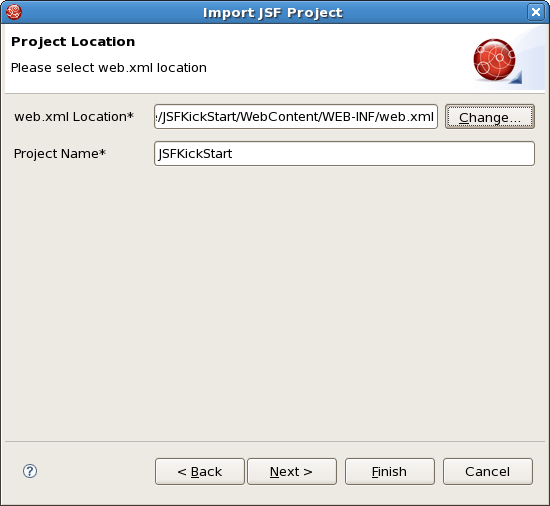 Import JSF Project
Project Location
Please select web.xml location
web.xml Location* e/JSFKickStart/WebContent/WEB-INF/web.xml Change...
Project Name* JSFKickStart
? < Back Next > Finish Cancel